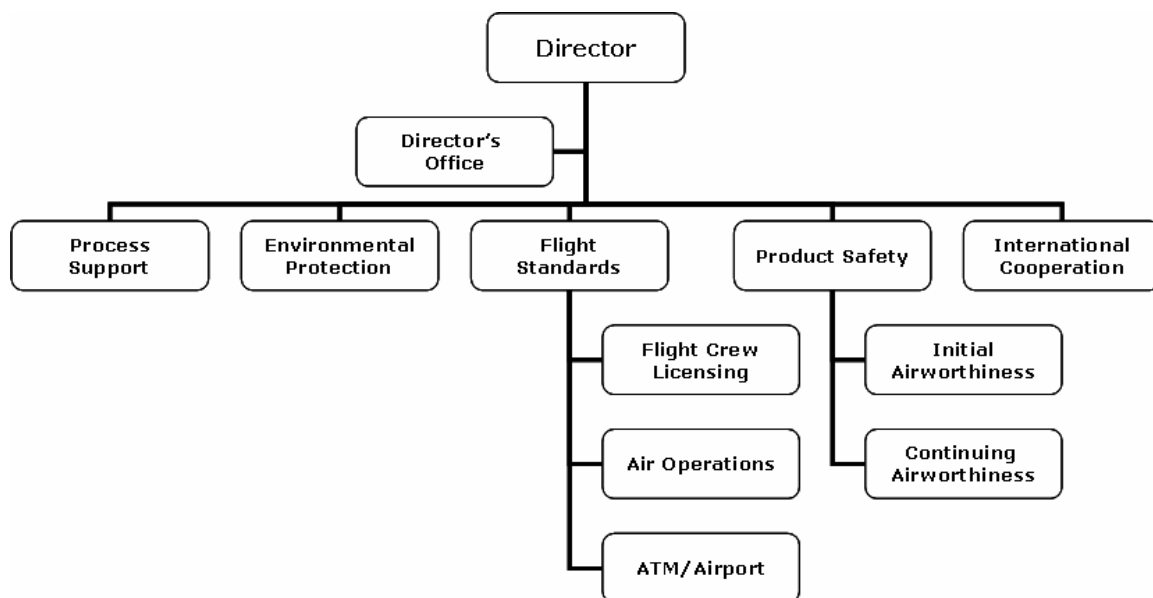 Director
Director's
Office
Process
Support
Environmental
Protection
Flight
Standards
Product Safety
International
Cooperation
Flight Crew
Licensing
Initial
Airworthiness
Air Operations
Continuing
Airworthiness
ATM/Airport